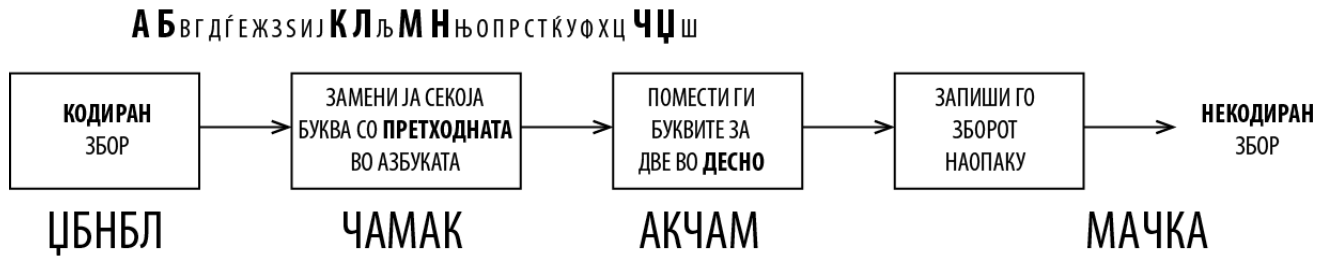 А Б В Г Д Ѓ Е Ж З Ѕ И Ј К Л Љ М Н Њ О П Р С Т Ќ У Ф Х Ц Ч Џ Ш
КОДИРАН
ЗБОР
ЗАМЕНИ ЈА СЕКОЈА
БУКВА СО ПРЕТХОДНАТА
ВО АЗБУКАТА
ПОМЕСТИ ГИ
БУКВИТЕ ЗА
ДВЕ ВО ДЕСНО
ЗАПИШИ ГО
ЗБОРОТ
НАОПАКУ
НЕКОДИРАН
ЗБОР
ЏБНБЛ
ЧАМАК
АКЧАМ
МАЧКА